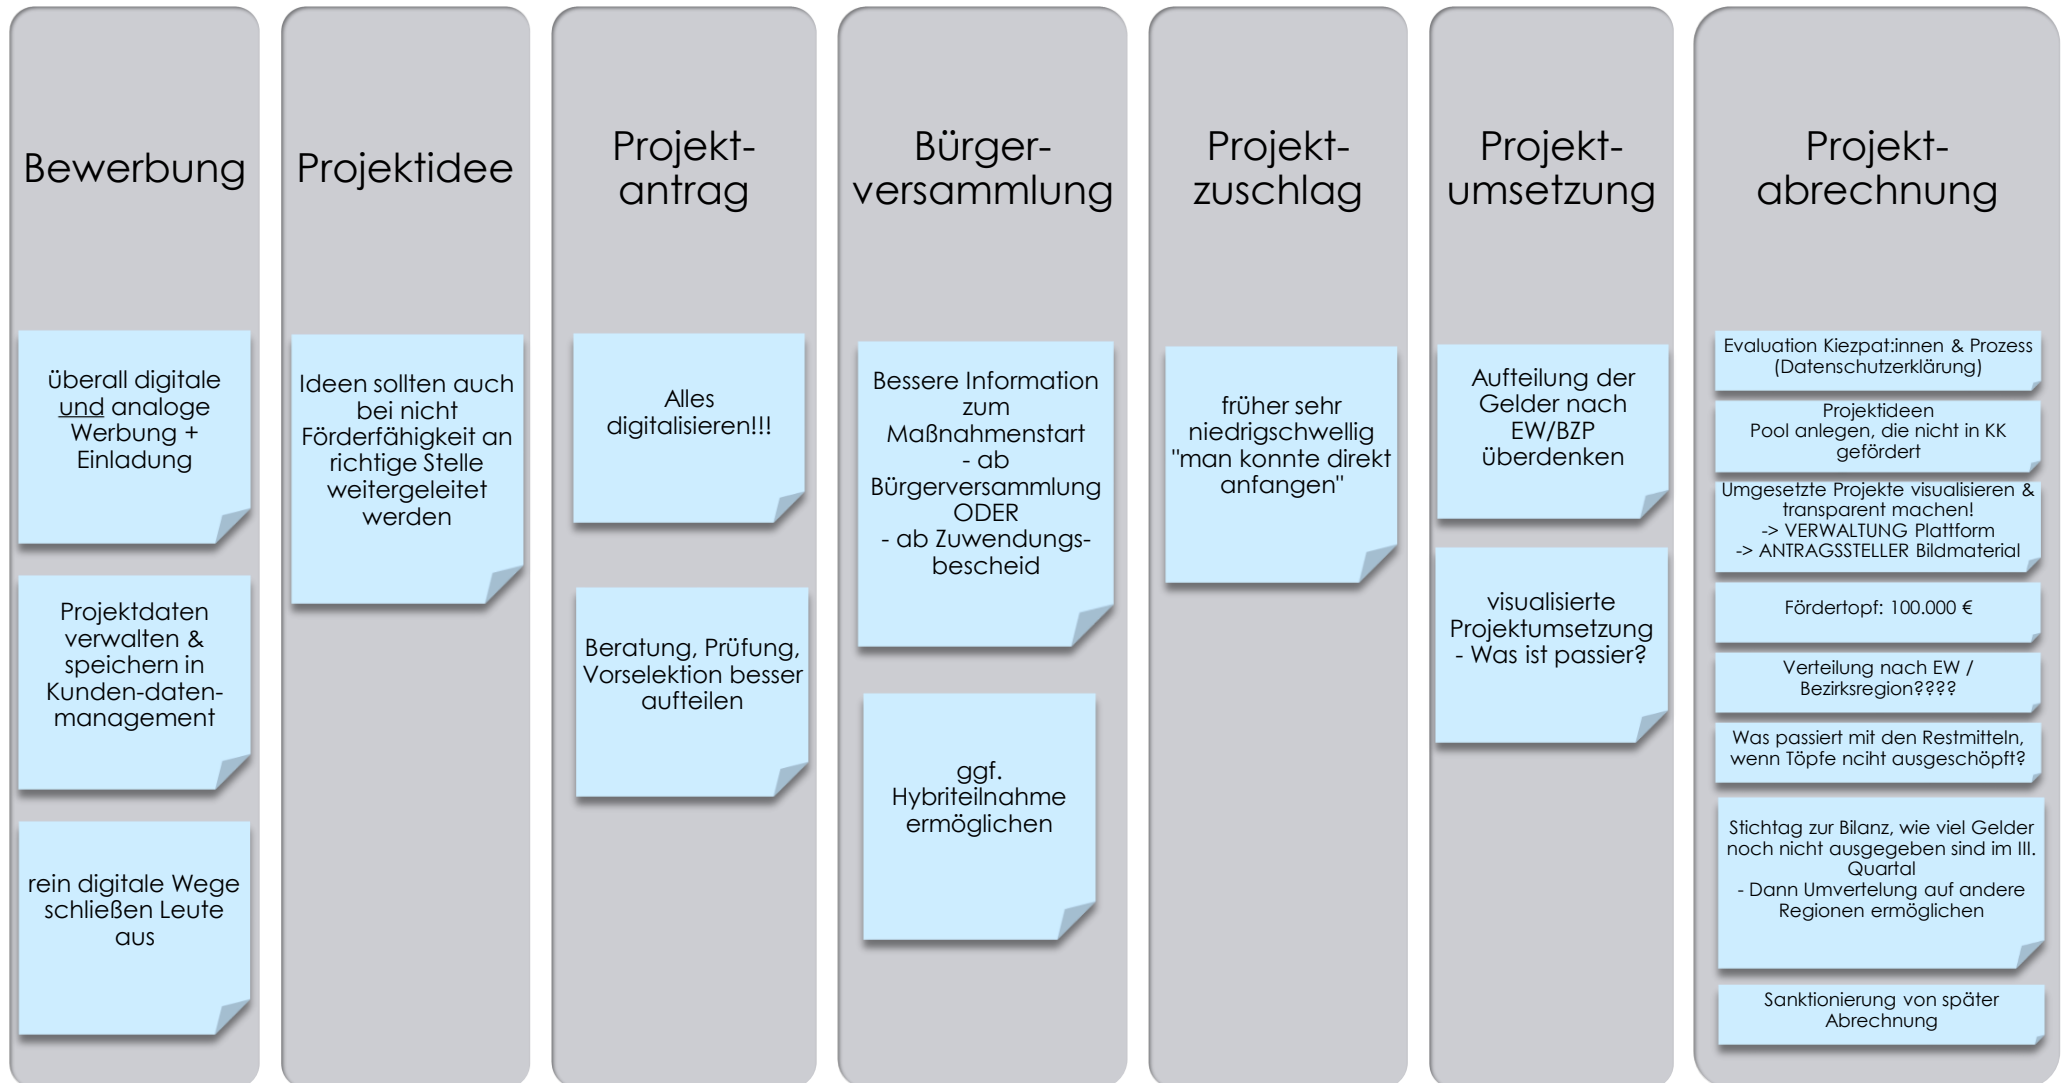 Bewerbung
überall digitale
und analoge
Werbung +
Einladung
Projektdaten
verwalten &
speichern in
Kunden-daten-
management
rein digitale Wege
schließen Leute
aus
Projektidee
Ideen sollten auch
bei nicht
Förderfähigkeit an
richtige Stelle
weitergeleitet
werden
Projekt-
antrag
Alles
digitalisieren!!!
Beratung, Prüfung,
Vorselektion besser
aufteilen
Bürger-
versammlung
Bessere Information
zum
Maßnahmenstart
- ab
Bürgerversammlung
ODER
- ab Zuwendungs-
bescheid
ggf.
Hybriteilnahme
ermöglichen
Projekt-
zuschlag
früher sehr
niedrigschwellig
"man konnte direkt
anfangen"
Projekt-
umsetzung
Aufteilung der
Gelder nach
EW/BZP
überdenken
visualisierte
Projektumsetzung
- Was ist passier?
Projekt-
abrechnung
Evaluation Kiezpat:innen & Prozess
(Datenschutzerklärung)
Projektideen
Pool anlegen, die nicht in KK
gefördert
Umgesetzte Projekte visualisieren &
transparent machen!
-> VERWALTUNG Plattform
-> ANTRAGSSTELLER Bildmaterial
Fördertopf: 100.000 €
Verteilung nach EW /
Bezirksregion????
Was passiert mit den Restmitteln,
wenn Töpfe nciht ausgeschöpft?
Stichtag zur Bilanz, wie viel Gelder
noch nicht ausgegeben sind im III.
Quartal
- Dann Umvertelung auf andere
Regionen ermöglichen
Sanktionierung von später
Abrechnung